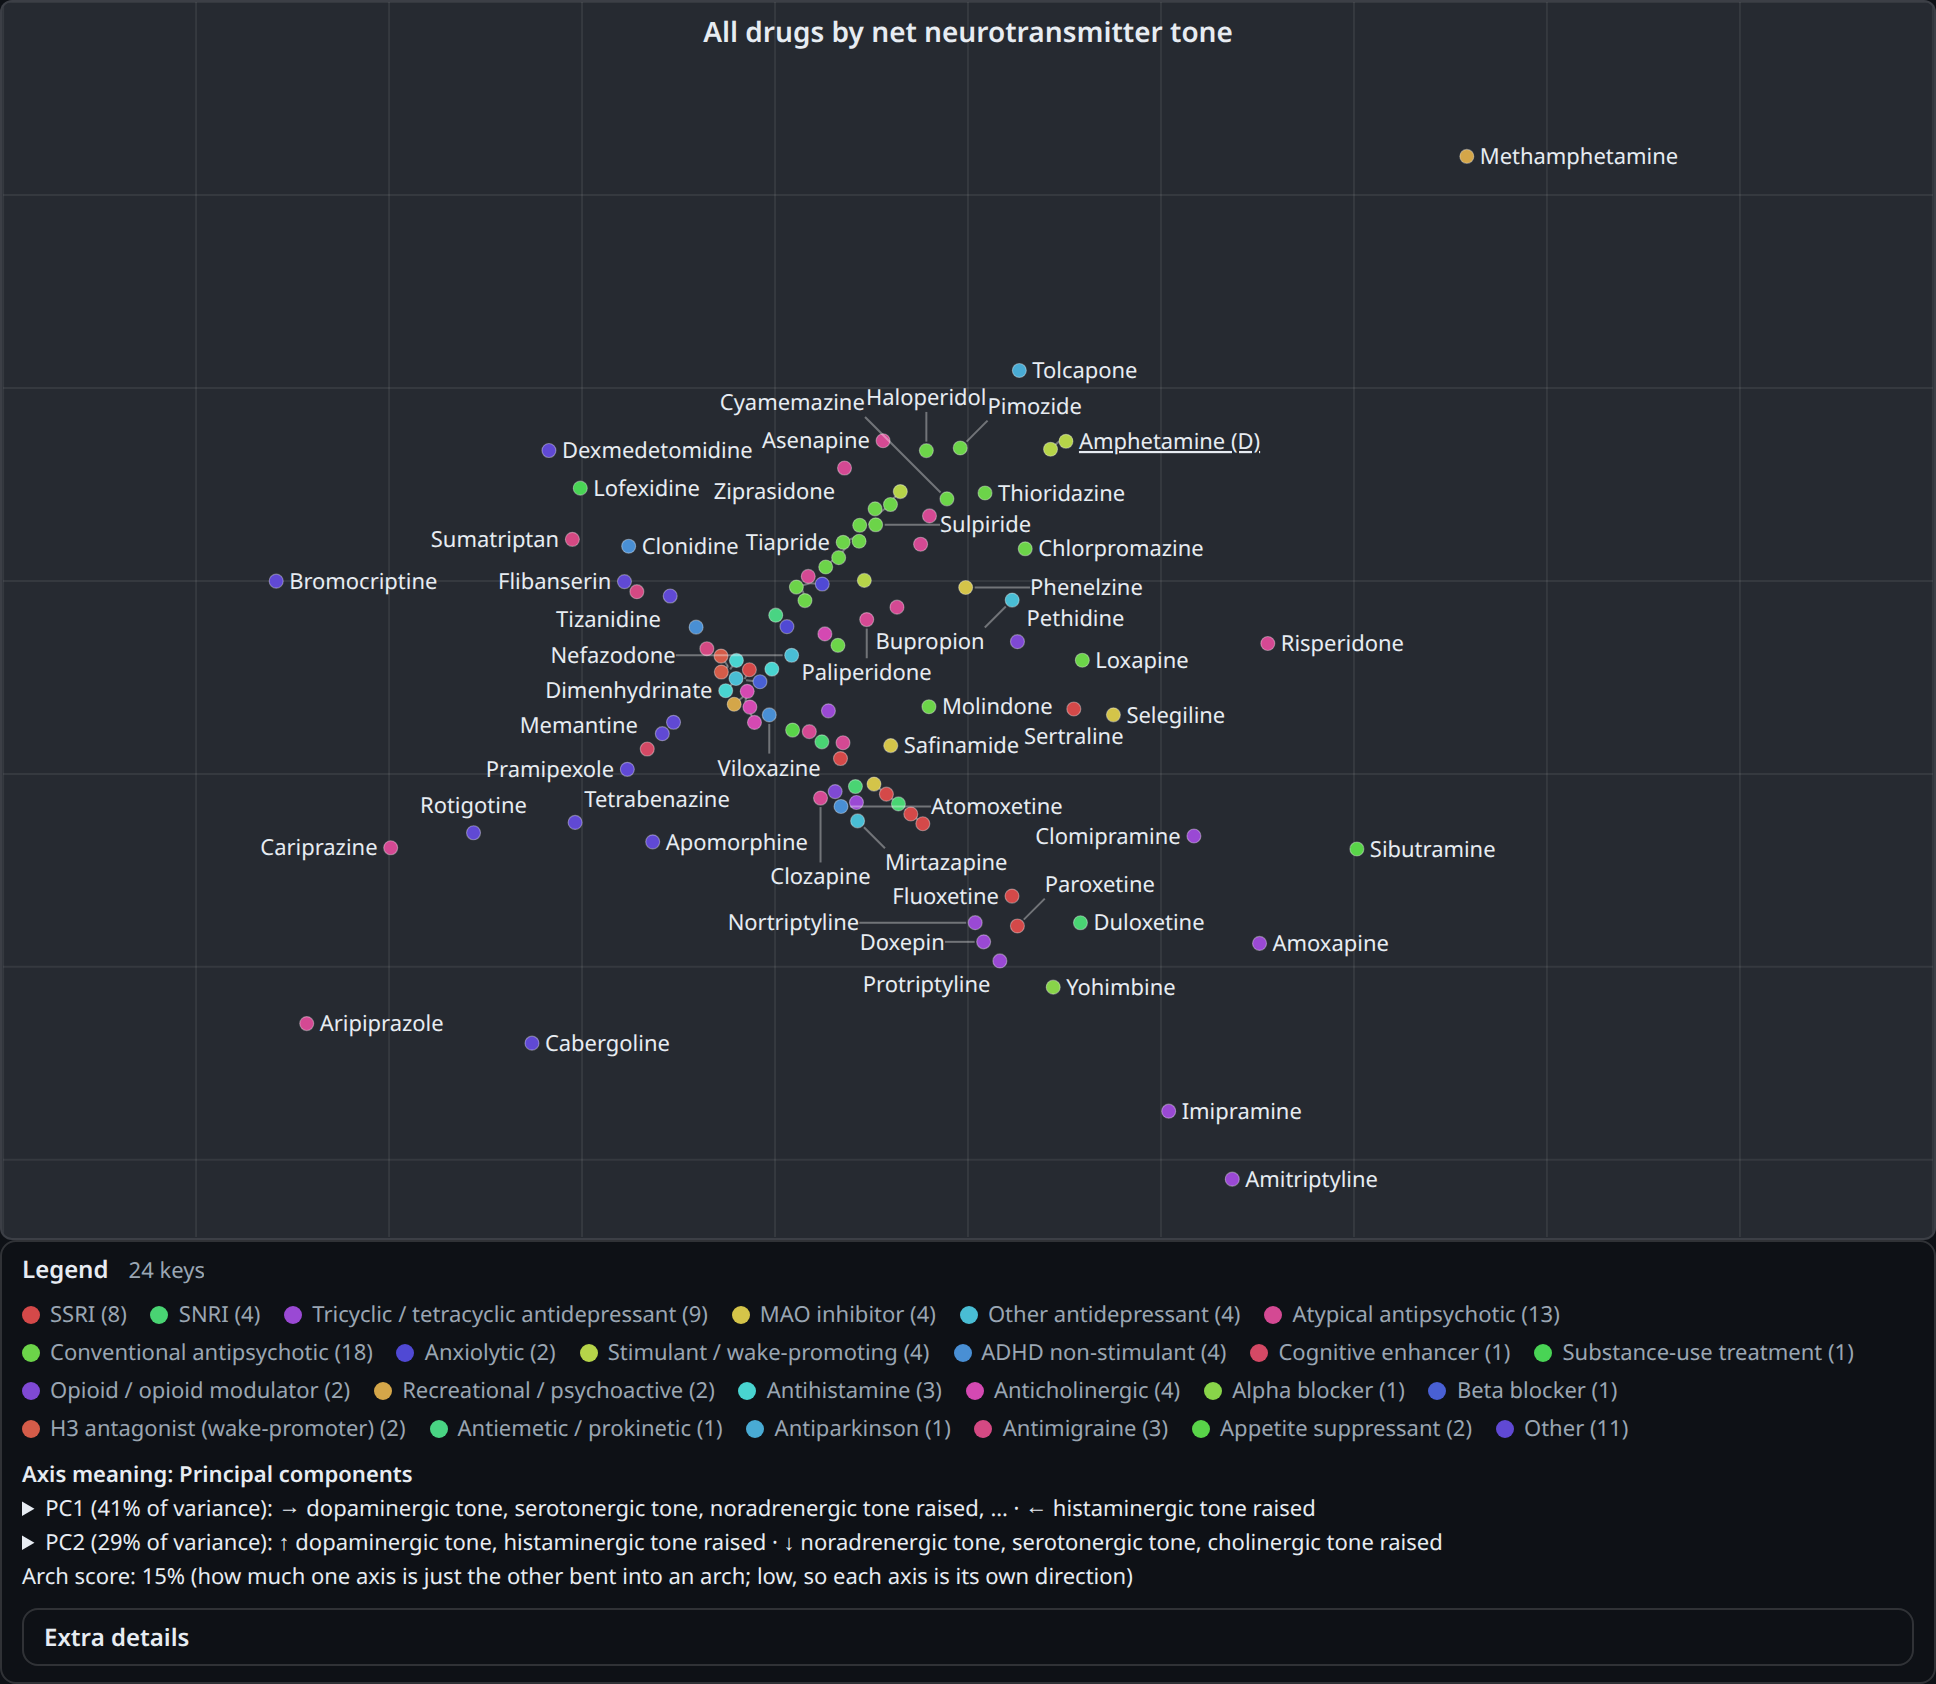 All drugs by net neurotransmitter tone
Methamphetamine
Tolcapone
Haloperidol
Cyamemazine
Pimozide
Asenapine
Amphetamine (D)
Dexmedetomidine
Lofexidine
Ziprasidone
Thioridazine
Sulpiride
Sumatriptan
Clonidine
Tiapride
Chlorpromazine
Bromocriptine
Flibanserin
Phenelzine
Tizanidine
Pethidine
Bupropion
Risperidone
Nefazodone
Loxapine
Paliperidone
Dimenhydrinate
Molindone
Selegiline
Memantine
Sertraline
Safinamide
Viloxazine
Pramipexole
Tetrabenazine
Rotigotine
Atomoxetine
Clomipramine
Apomorphine
Cariprazine
Sibutramine
Mirtazapine
Clozapine
Paroxetine
Fluoxetine
Nortriptyline
Duloxetine
Doxepin
Amoxapine
Protriptyline
Yohimbine
Aripiprazole
Cabergoline
Imipramine
Amitriptyline
Legend 24 keys
SSRI (8) SNRI (4) Tricyclic / tetracyclic antidepressant (9) MAO inhibitor (4) Other antidepressant (4) Atypical antipsychotic (13)
Conventional antipsychotic (18) Anxiolytic (2) Stimulant / wake-promoting (4) ADHD non-stimulant (4) Cognitive enhancer (1) Substance-use treatment (1)
Opioid / opioid modulator (2) Recreational / psychoactive (2) Antihistamine (3) Anticholinergic (4) Alpha blocker (1) Beta blocker (1)
H3 antagonist (wake-promoter) (2) Antiemetic / prokinetic (1) Antiparkinson (1) Antimigraine (3) Appetite suppressant (2) Other (11)
Axis meaning: Principal components
▶ PC1 (41% of variance): → dopaminergic tone, serotonergic tone, noradrenergic tone raised, ... · ← histaminergic tone raised
▶ PC2 (29% of variance): ↑ dopaminergic tone, histaminergic tone raised · ↓ noradrenergic tone, serotonergic tone, cholinergic tone raised
Arch score: 15% (how much one axis is just the other bent into an arch; low, so each axis is its own direction)
Extra details